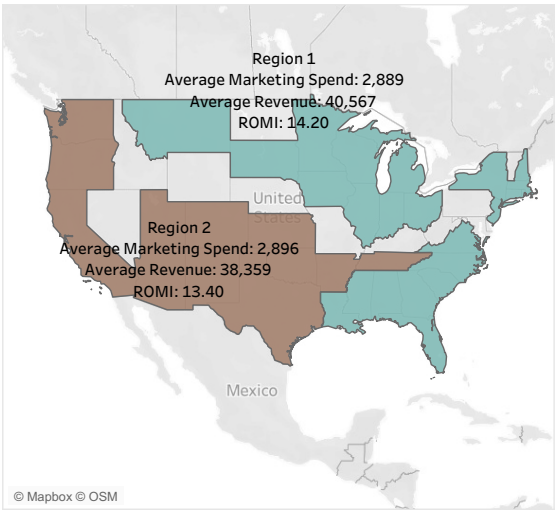 Region 1
Average Marketing Spend: 2,889
Average Revenue: 40,567
ROMI: 14.20
United
States
Region 2
Average Marketing Spend: 2,896
Average Revenue: 38,359
ROMI: 13.40
Mexico
© Mapbox © OSM